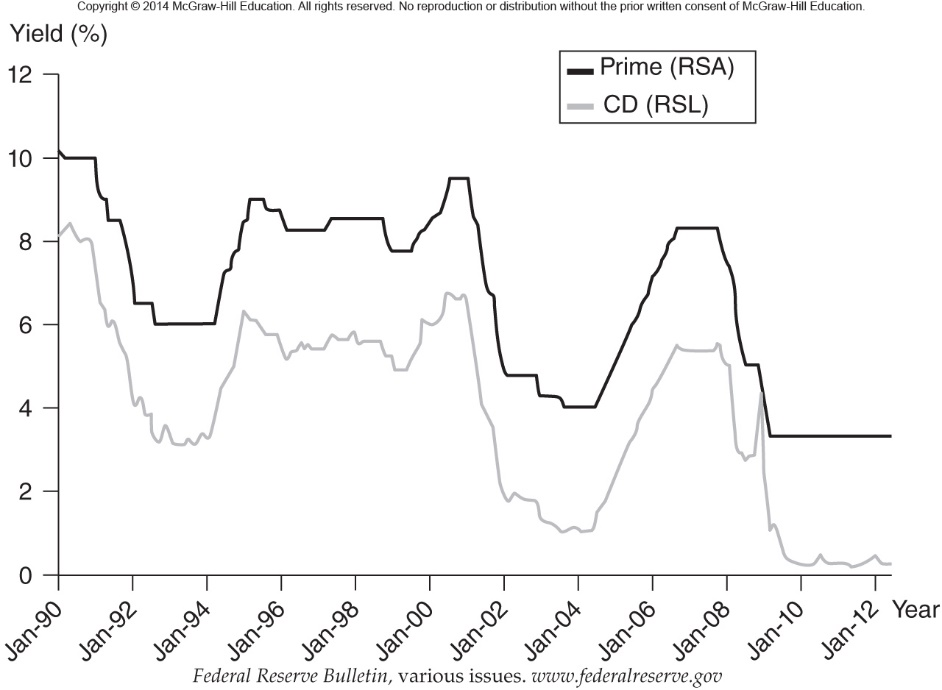 Copyright © 2014 McGraw-Hill Education. All rights reserved. No reproduction or distribution without the prior written consent of McGraw-Hill Education.
Yield (%)
Prime (RSA)
CD (RSL)
12
10
8
6
4
2
0
Jan-90 Jan-92 Jan-94 Jan-96 Jan-98 Jan-00 Jan-02 Jan-04 Jan-06 Jan-08 Jan-10 Jan-12 Year
Federal Reserve Bulletin, various issues. www.federalreserve.gov